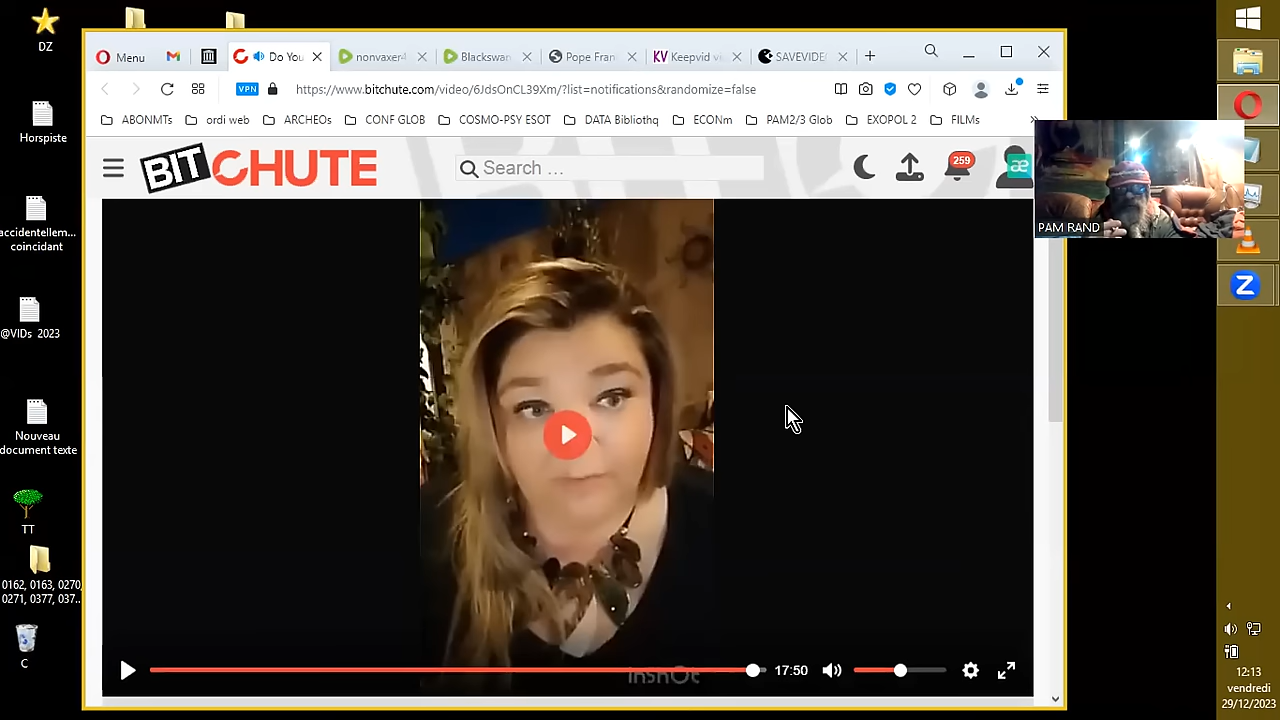 DZ
Horspiste
accidentellem...
coincidant
@VIDs 2023
Nouveau
document texte
TT
0162, 0163, 0270,
0271, 0377, 037...
C
Menu
Do You
nonvaxer4
Blackswan
Pope Fran
KV Keepvid v
SAVEVIDE
VPN
https://www.bitchute.com/video/6JdsOnC139Xm/?list=notifications&randomize=false
ABONMTs ordi web ARCHEOs CONF GLOB COSMO-PSY ESOT DATA Bibliothq ECONm PAM2/3 Glob EXOPOL 2 FILMs »
BITCHUTE
Search ...
259
æ
PAM RAND
Z
InShOt
17:50
12:13
vendredi
29/12/2023